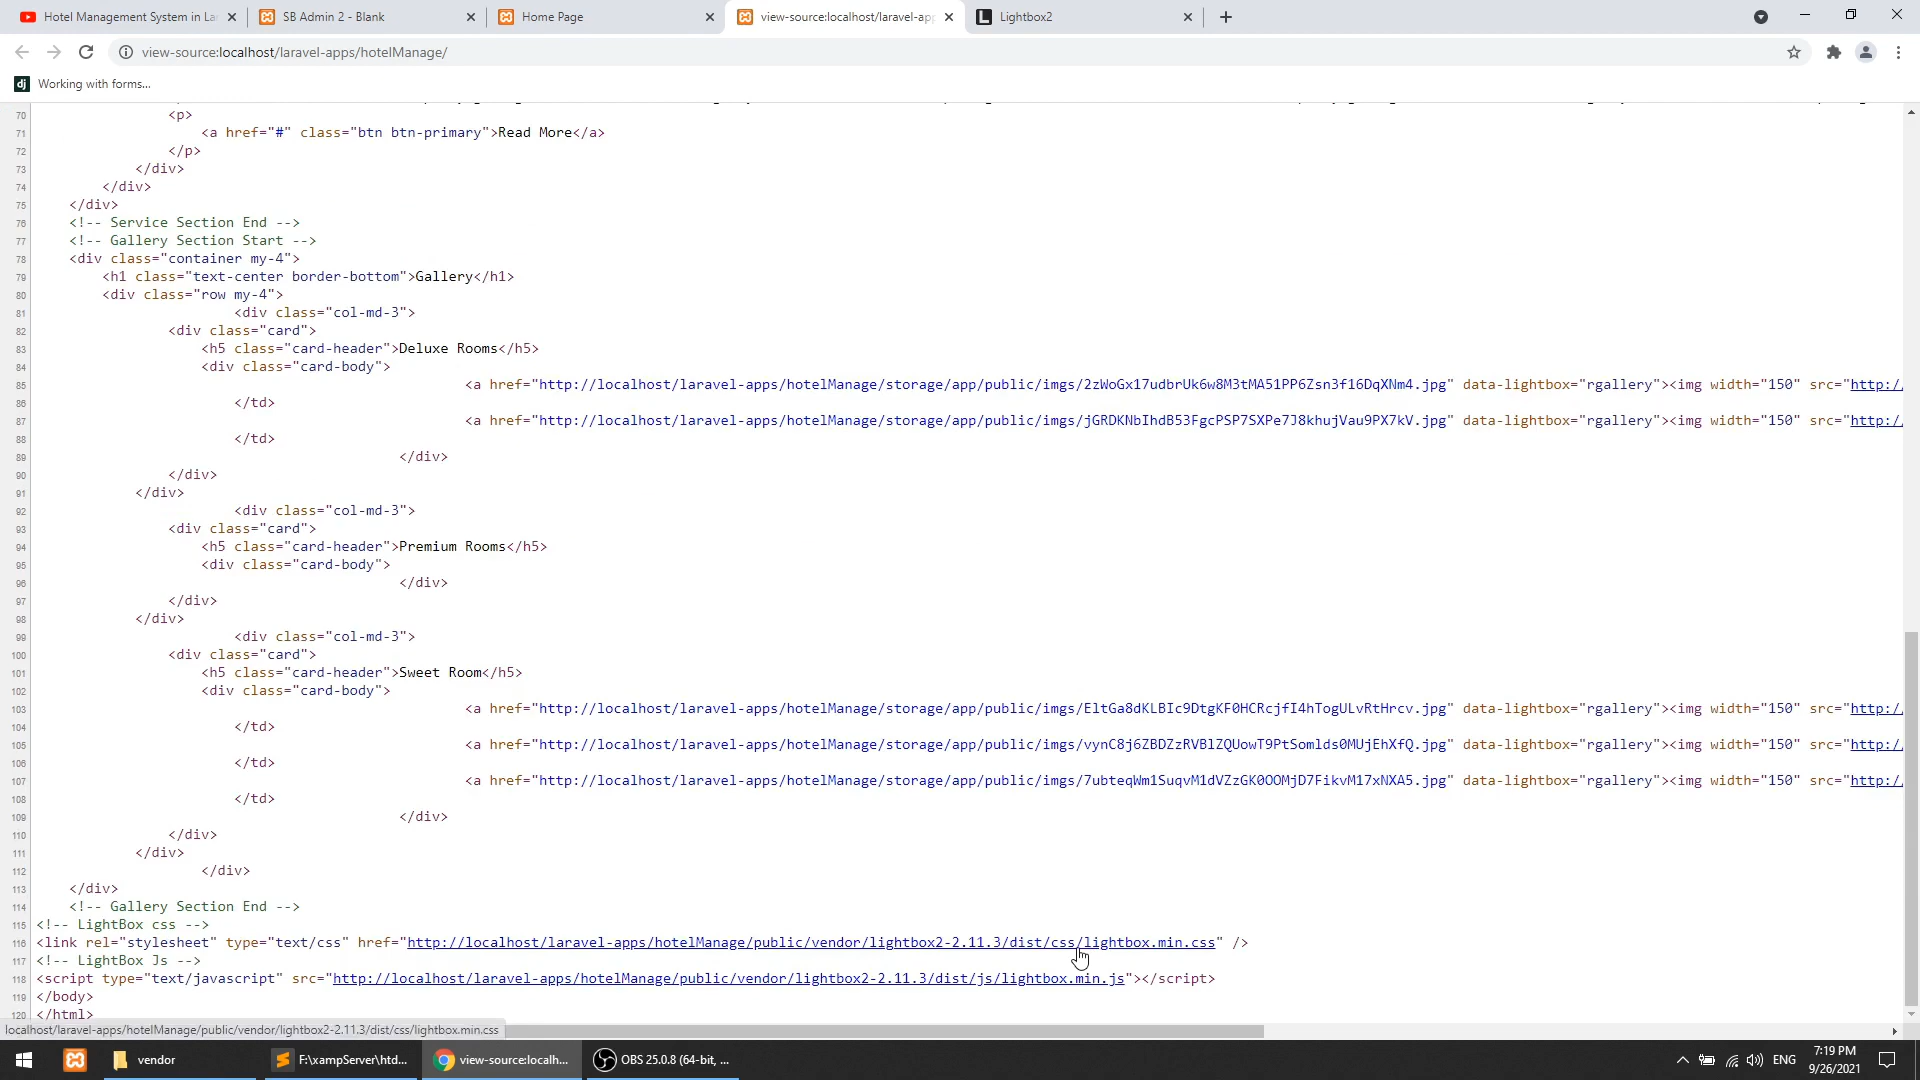 Hotel Management System in La
SB Admin 2 - Blank
Home Page
view-source:localhost/laravel-app
Lightbox2
view-source:localhost/laravel-apps/hotelManage/
dj Working with forms...
70 <p>
71 <a href="#" class="btn btn-primary">Read More</a>
72 </p>
73 </div>
74 </div>
75 </div>
76 <!-- Service Section End -->
77 <!-- Gallery Section Start -->
78 <div class="container my-4">
79 <h1 class="text-center border-bottom">Gallery</h1>
80 <div class="row my-4">
81 <div class="col-md-3">
82 <div class="card">
83 <h5 class="card-header">Deluxe Rooms</h5>
84 <div class="card-body">
85 <a href="http://localhost/laravel-apps/hotelManage/storage/app/public/imgs/2zWoGx17udbrUk6w8M3tMA51PP6Zsn3f16DqXNm4.jpg" data-lightbox="rgallery"><img width="150" src="http:/
86 </td>
87 <a href="http://localhost/laravel-apps/hotelManage/storage/app/public/imgs/jGRDKNbIhdB53FgcPSP7SXPe7J8khujVau9PX7kV.jpg" data-lightbox="rgallery"><img width="150" src="http:/
88 </td>
89 </div>
90 </div>
91 </div>
92 <div class="col-md-3">
93 <div class="card">
94 <h5 class="card-header">Premium Rooms</h5>
95 <div class="card-body">
96 </div>
97 </div>
98 </div>
99 <div class="col-md-3">
100 <div class="card">
101 <h5 class="card-header">Sweet Room</h5>
102 <div class="card-body">
103 <a href="http://localhost/laravel-apps/hotelManage/storage/app/public/imgs/EltGa8dKLBIc9DtgKF0HCRcjfI4hTogULvRtHrcv.jpg" data-lightbox="rgallery"><img width="150" src="http:/
104 </td>
105 <a href="http://localhost/laravel-apps/hotelManage/storage/app/public/imgs/vynC8j6ZBDZzRVBlZQUowT9PtSomlds0MUjEhXfQ.jpg" data-lightbox="rgallery"><img width="150" src="http:/
106 </td>
107 <a href="http://localhost/laravel-apps/hotelManage/storage/app/public/imgs/7ubteqWm1SuqvM1dVZzGK0OOMjD7FikvM17xNXA5.jpg" data-lightbox="rgallery"><img width="150" src="http:/
108 </td>
109 </div>
110 </div>
111 </div>
112 </div>
113 </div>
114 <!-- Gallery Section End -->
115 <!-- LightBox css -->
116 <link rel="stylesheet" type="text/css" href="http://localhost/laravel-apps/hotelManage/public/vendor/lightbox2-2.11.3/dist/css/lightbox.min.css" />
117 <!-- LightBox Js -->
118 <script type="text/javascript" src="http://localhost/laravel-apps/hotelManage/public/vendor/lightbox2-2.11.3/dist/js/lightbox.min.js"></script>
119 </body>
120 </html>
localhost/laravel-apps/hotelManage/public/vendor/lightbox2-2.11.3/dist/css/lightbox.min.css
vendor
F:\xampServer\htd...
view-source:localh...
OBS 25.0.8 (64-bit, ...
ENG
7:19 PM
9/26/2021